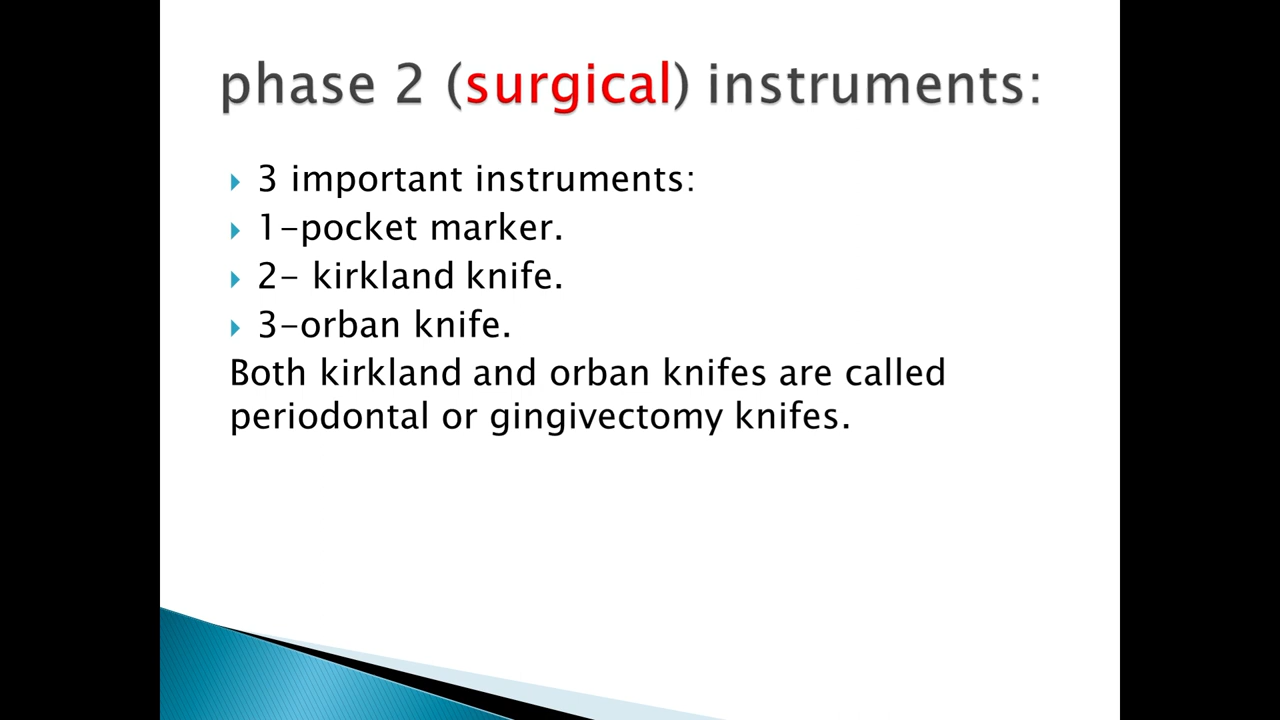 phase 2 (surgical) instruments:
3 important instruments:
1-pocket marker.
2- kirkland knife.
3-orban knife.
Both kirkland and orban knifes are called
periodontal or gingivectomy knifes.